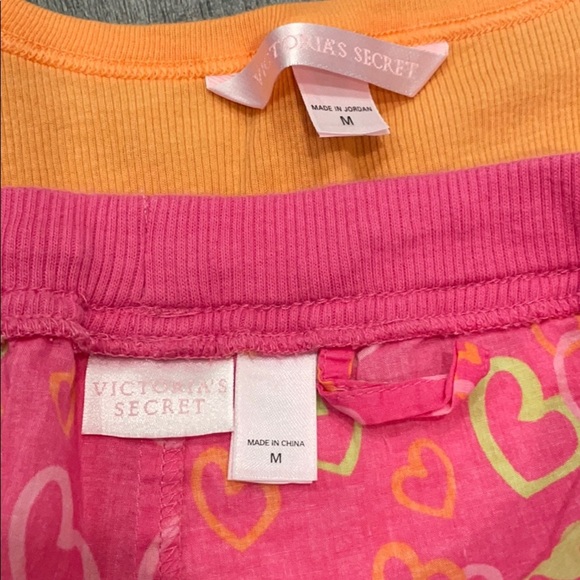 VICTORIA'S SECRET
MADE IN JORDAN
M
VICTORIA'S
SECRET
MADE IN CHINA
M